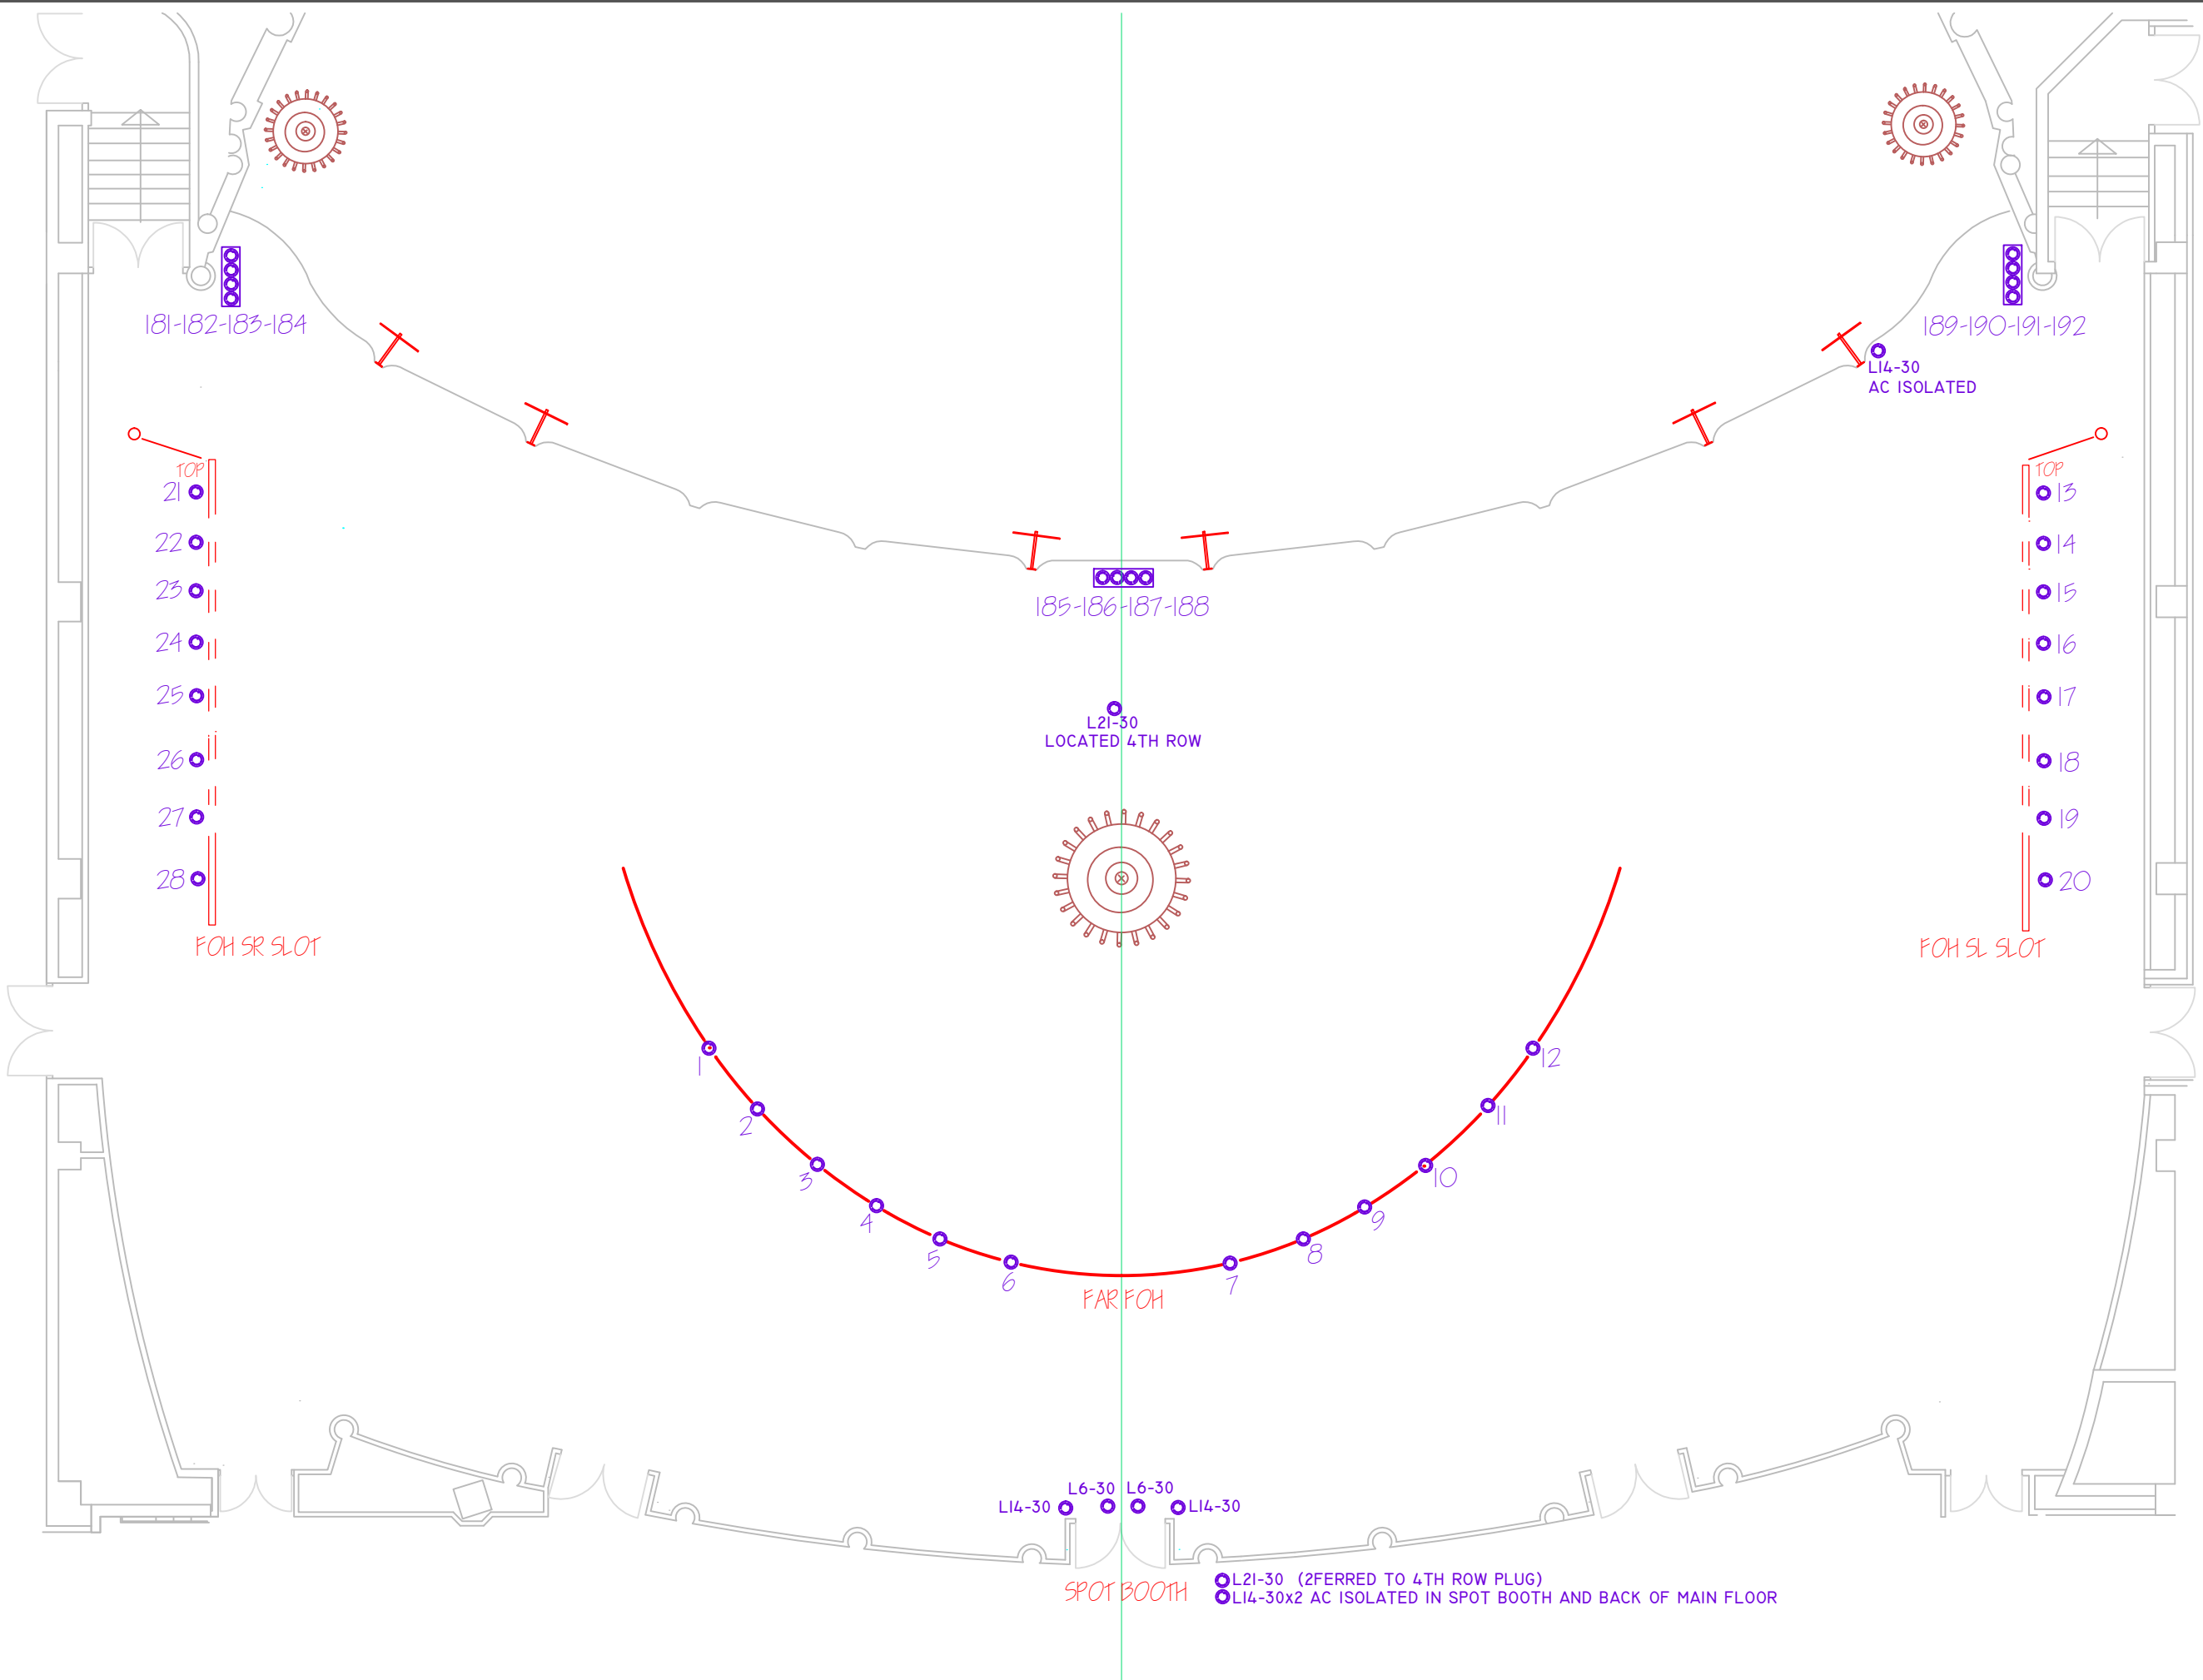 181-182-183-184
189-190-191-192
L14-30
AC ISOLATED
TOP
TOP
21
13
22
14
23
15
185-186-187-188
24
16
25
17
L21-30
LOCATED 4TH ROW
26
18
27
19
28
20
FOH SR SLOT
FOH SL SLOT
1
12
2
11
3
10
4
9
5
8
6
7
FAR FOH
L14-30
L6-30
L6-30
L14-30
SPOT BOOTH
L21-30 (2FERRED TO 4TH ROW PLUG)
L14-30X2 AC ISOLATED IN SPOT BOOTH AND BACK OF MAIN FLOOR